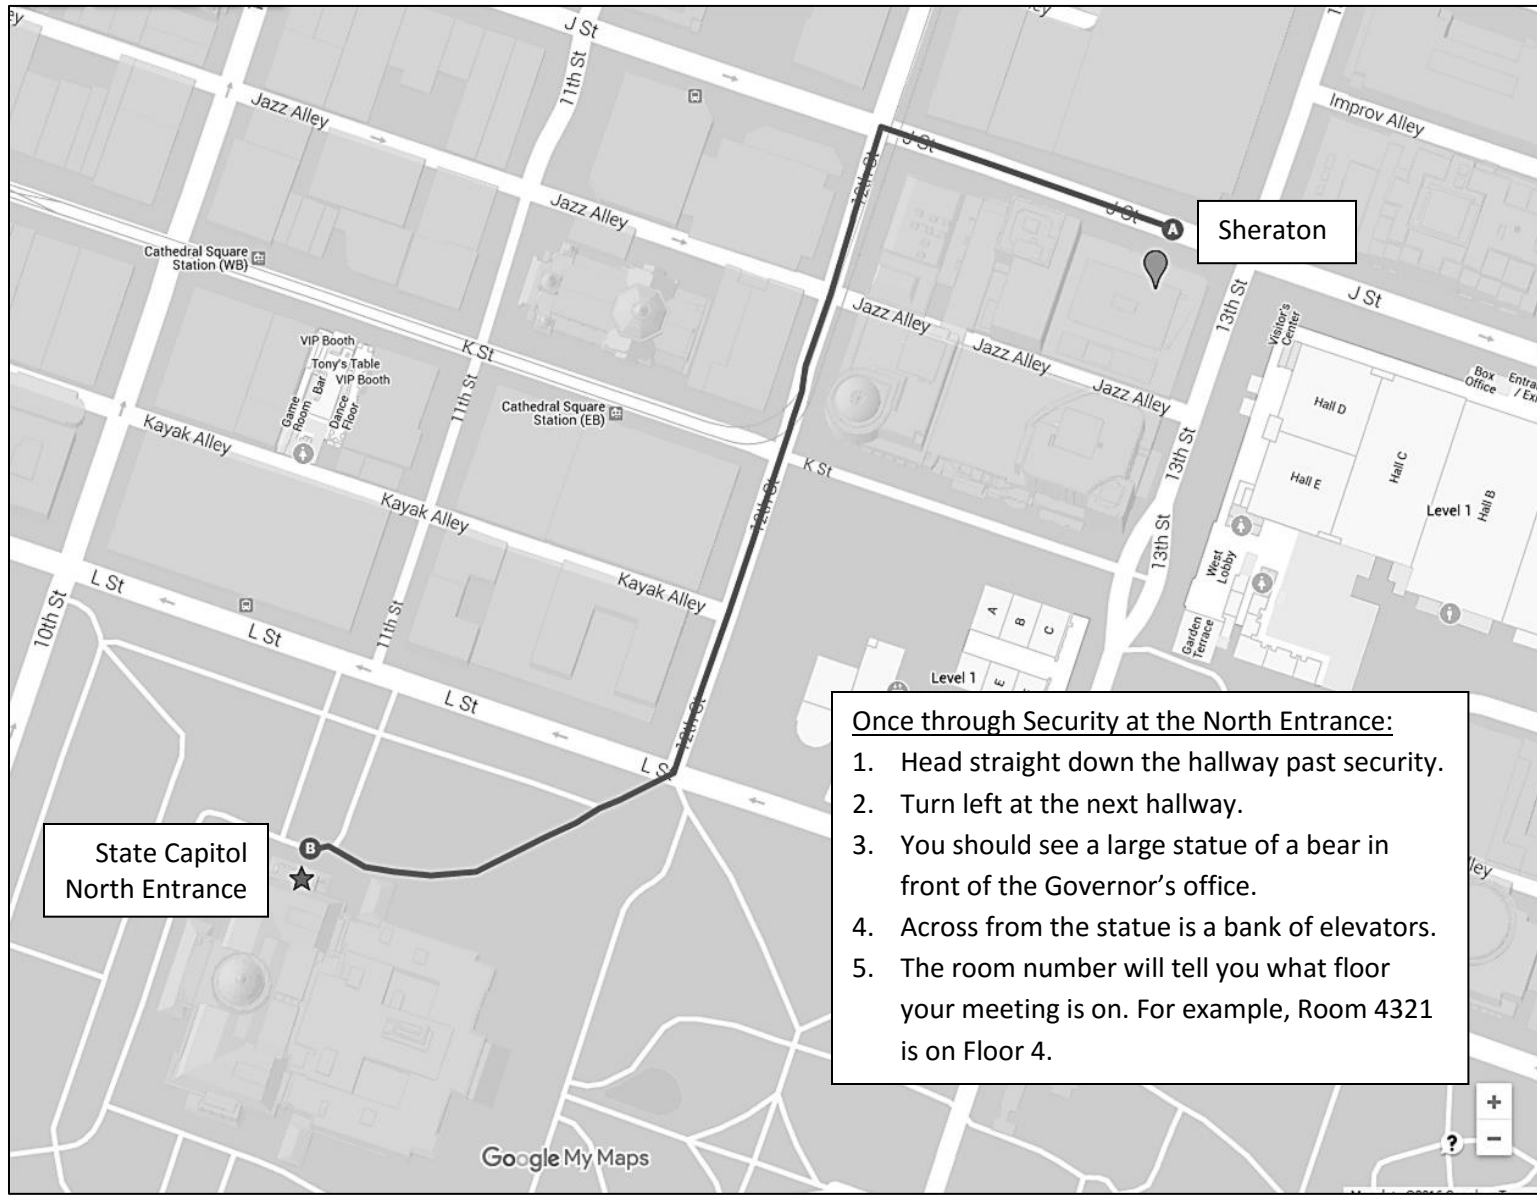 J St
11th St
Jazz Alley
Improv Alley
J St
12th St
Jazz Alley
J St
Sheraton
Cathedral Square
Station (WB)
13th St
J St
Visitor's
Center
Jazz Alley
Jazz Alley
Jazz Alley
VIP Booth
Tony's Table
VIP Booth
Bar
Game
Room
Dance
Floor
K St
11th St
Cathedral Square
Station (EB)
Box
Office
Hall D
Hall E
Hall C
Hall B
Level 1
13th St
13th St
Kayak Alley
Kayak Alley
K St
12th St
West
Lobby
Garden
Terrace
Kayak Alley
L St
10th St
L St
11th St
A
B
C
E
Level 1
L St
12th St
L St
A
B
State Capitol
North Entrance
Once through Security at the North Entrance:
1. Head straight down the hallway past security.
2. Turn left at the next hallway.
3. You should see a large statue of a bear in
front of the Governor's office.
4. Across from the statue is a bank of elevators.
5. The room number will tell you what floor
your meeting is on. For example, Room 4321
is on Floor 4.
Google My Maps
+
?
−